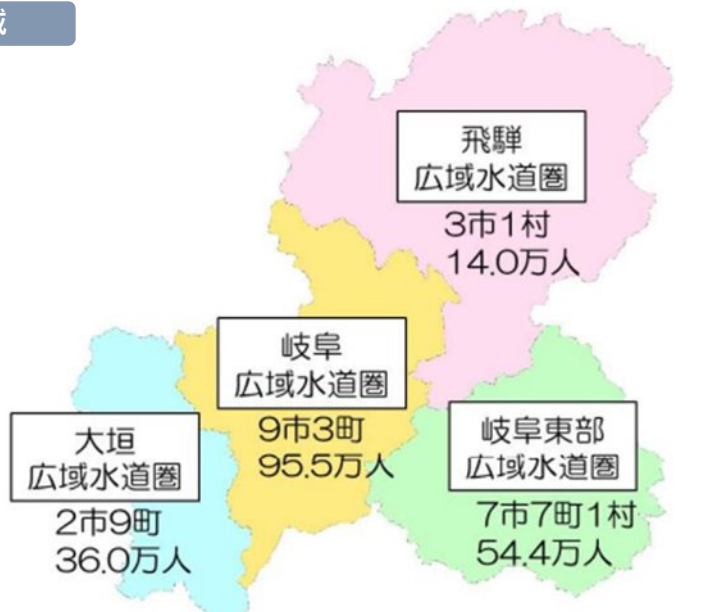 域
飛騨
広域水道圏
3市1村
14.0万人
岐阜
広域水道圏
9市3町
95.5万人
大垣
広域水道圏
2市9町
36.0万人
岐阜東部
広域水道圏
7市7町1村
54.4万人